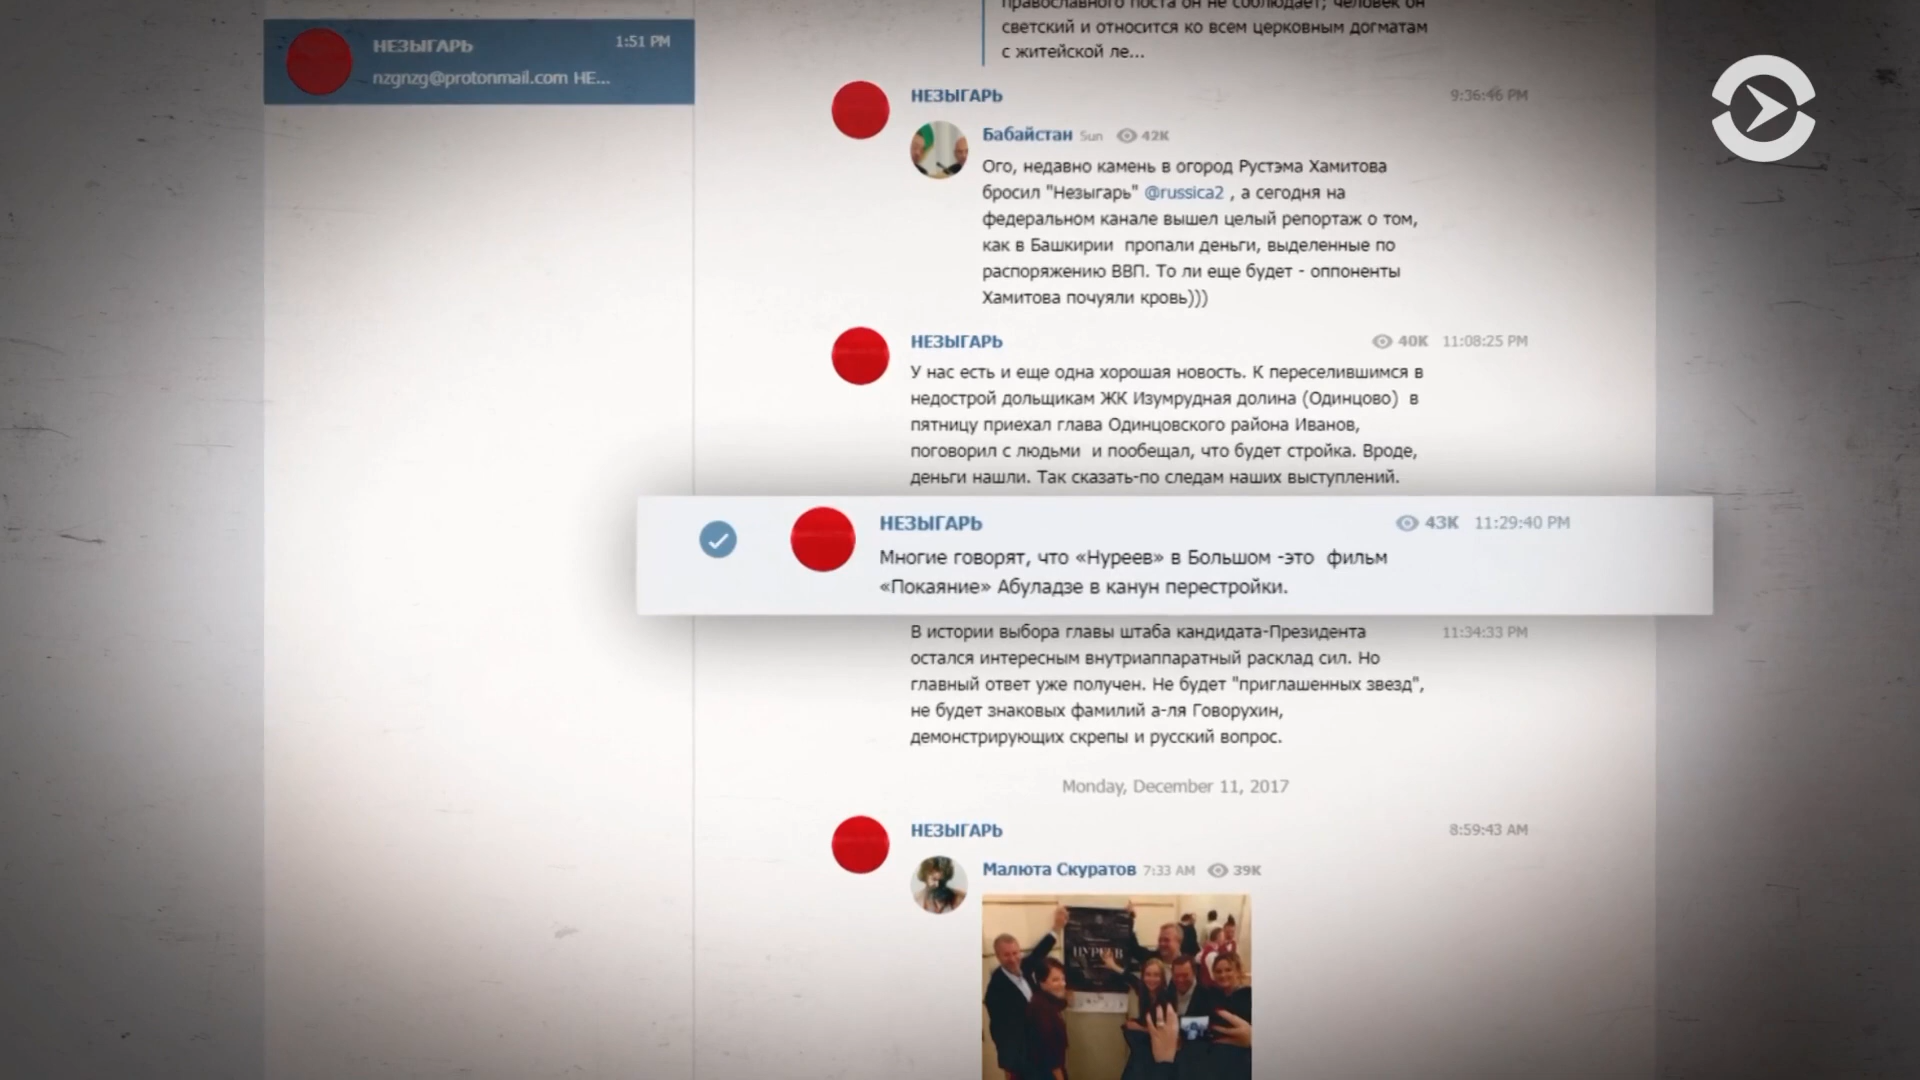 НЕЗЫГАРЬ
1:51 PM
nzgnzg@protonmail.com НЕ...
православного поста он не соблюдает; человек он
светский и относится ко всем церковным догматам
с житейской ле...
НЕЗЫГАРЬ
9:36:46 PM
Бабайстан Sun 42K
Ого, недавно камень в огород Рустэма Хамитова
бросил "Незыгарь" @russica2 , а сегодня на
федеральном канале вышел целый репортаж о том,
как в Башкирии пропали деньги, выделенные по
распоряжению ВВП. То ли еще будет - оппоненты
Хамитова почуяли кровь)))
НЕЗЫГАРЬ
40K 11:08:25 PM
У нас есть и еще одна хорошая новость. К переселившимся в
недострой дольщикам ЖК Изумрудная долина (Одинцово) в
пятницу приехал глава Одинцовского района Иванов,
поговорил с людьми и пообещал, что будет стройка. Вроде,
деньги нашли. Так сказать-по следам наших выступлений.
НЕЗЫГАРЬ
43K 11:29:40 PM
Многие говорят, что «Нуреев» в Большом -это фильм
«Покаяние» Абуладзе в канун перестройки.
В истории выбора главы штаба кандидата-Президента
11:34:33 PM
остался интересным внутриаппаратный расклад сил. Но
главный ответ уже получен. Не будет "приглашенных звезд",
не будет знаковых фамилий а-ля Говорухин,
демонстрирующих скрепы и русский вопрос.
Monday, December 11, 2017
НЕЗЫГАРЬ
8:59:43 AM
Малюта Скуратов 7:33 AM 39K
НУРЕЕВ